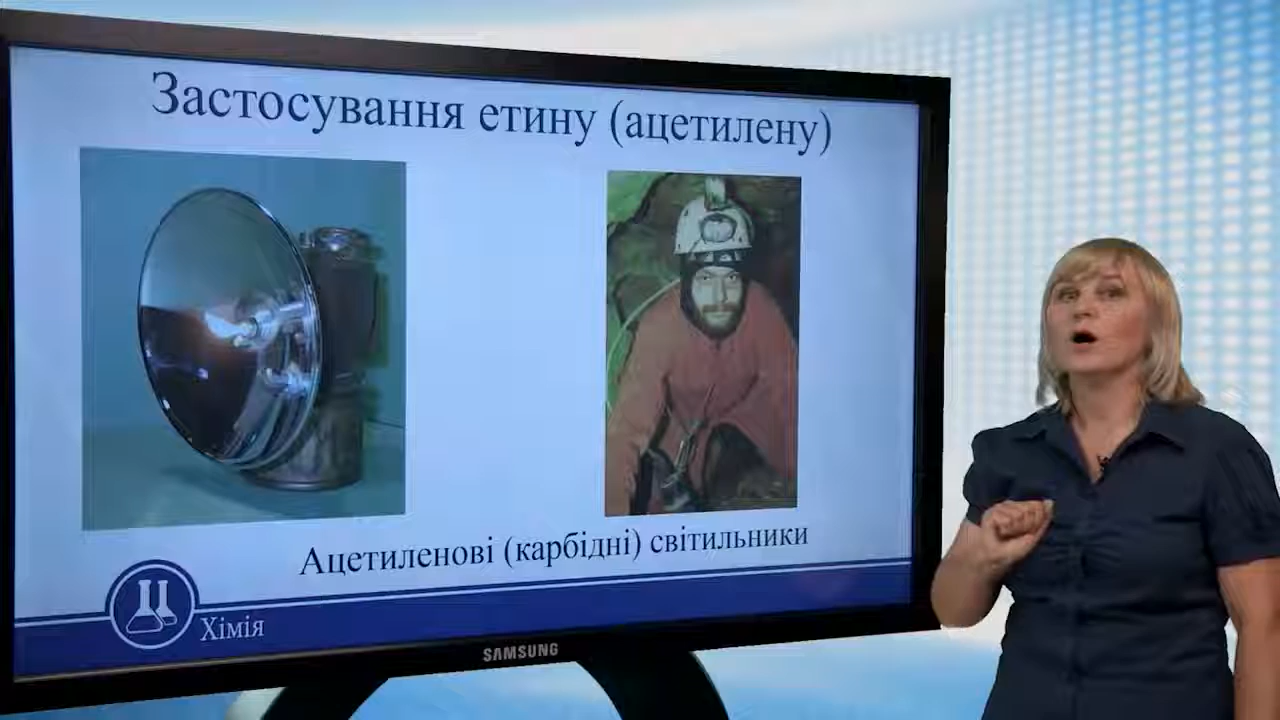 Застосування етину (ацетилену)
Ацетиленові (карбідні) світильники
Хімія
SAMSUNG